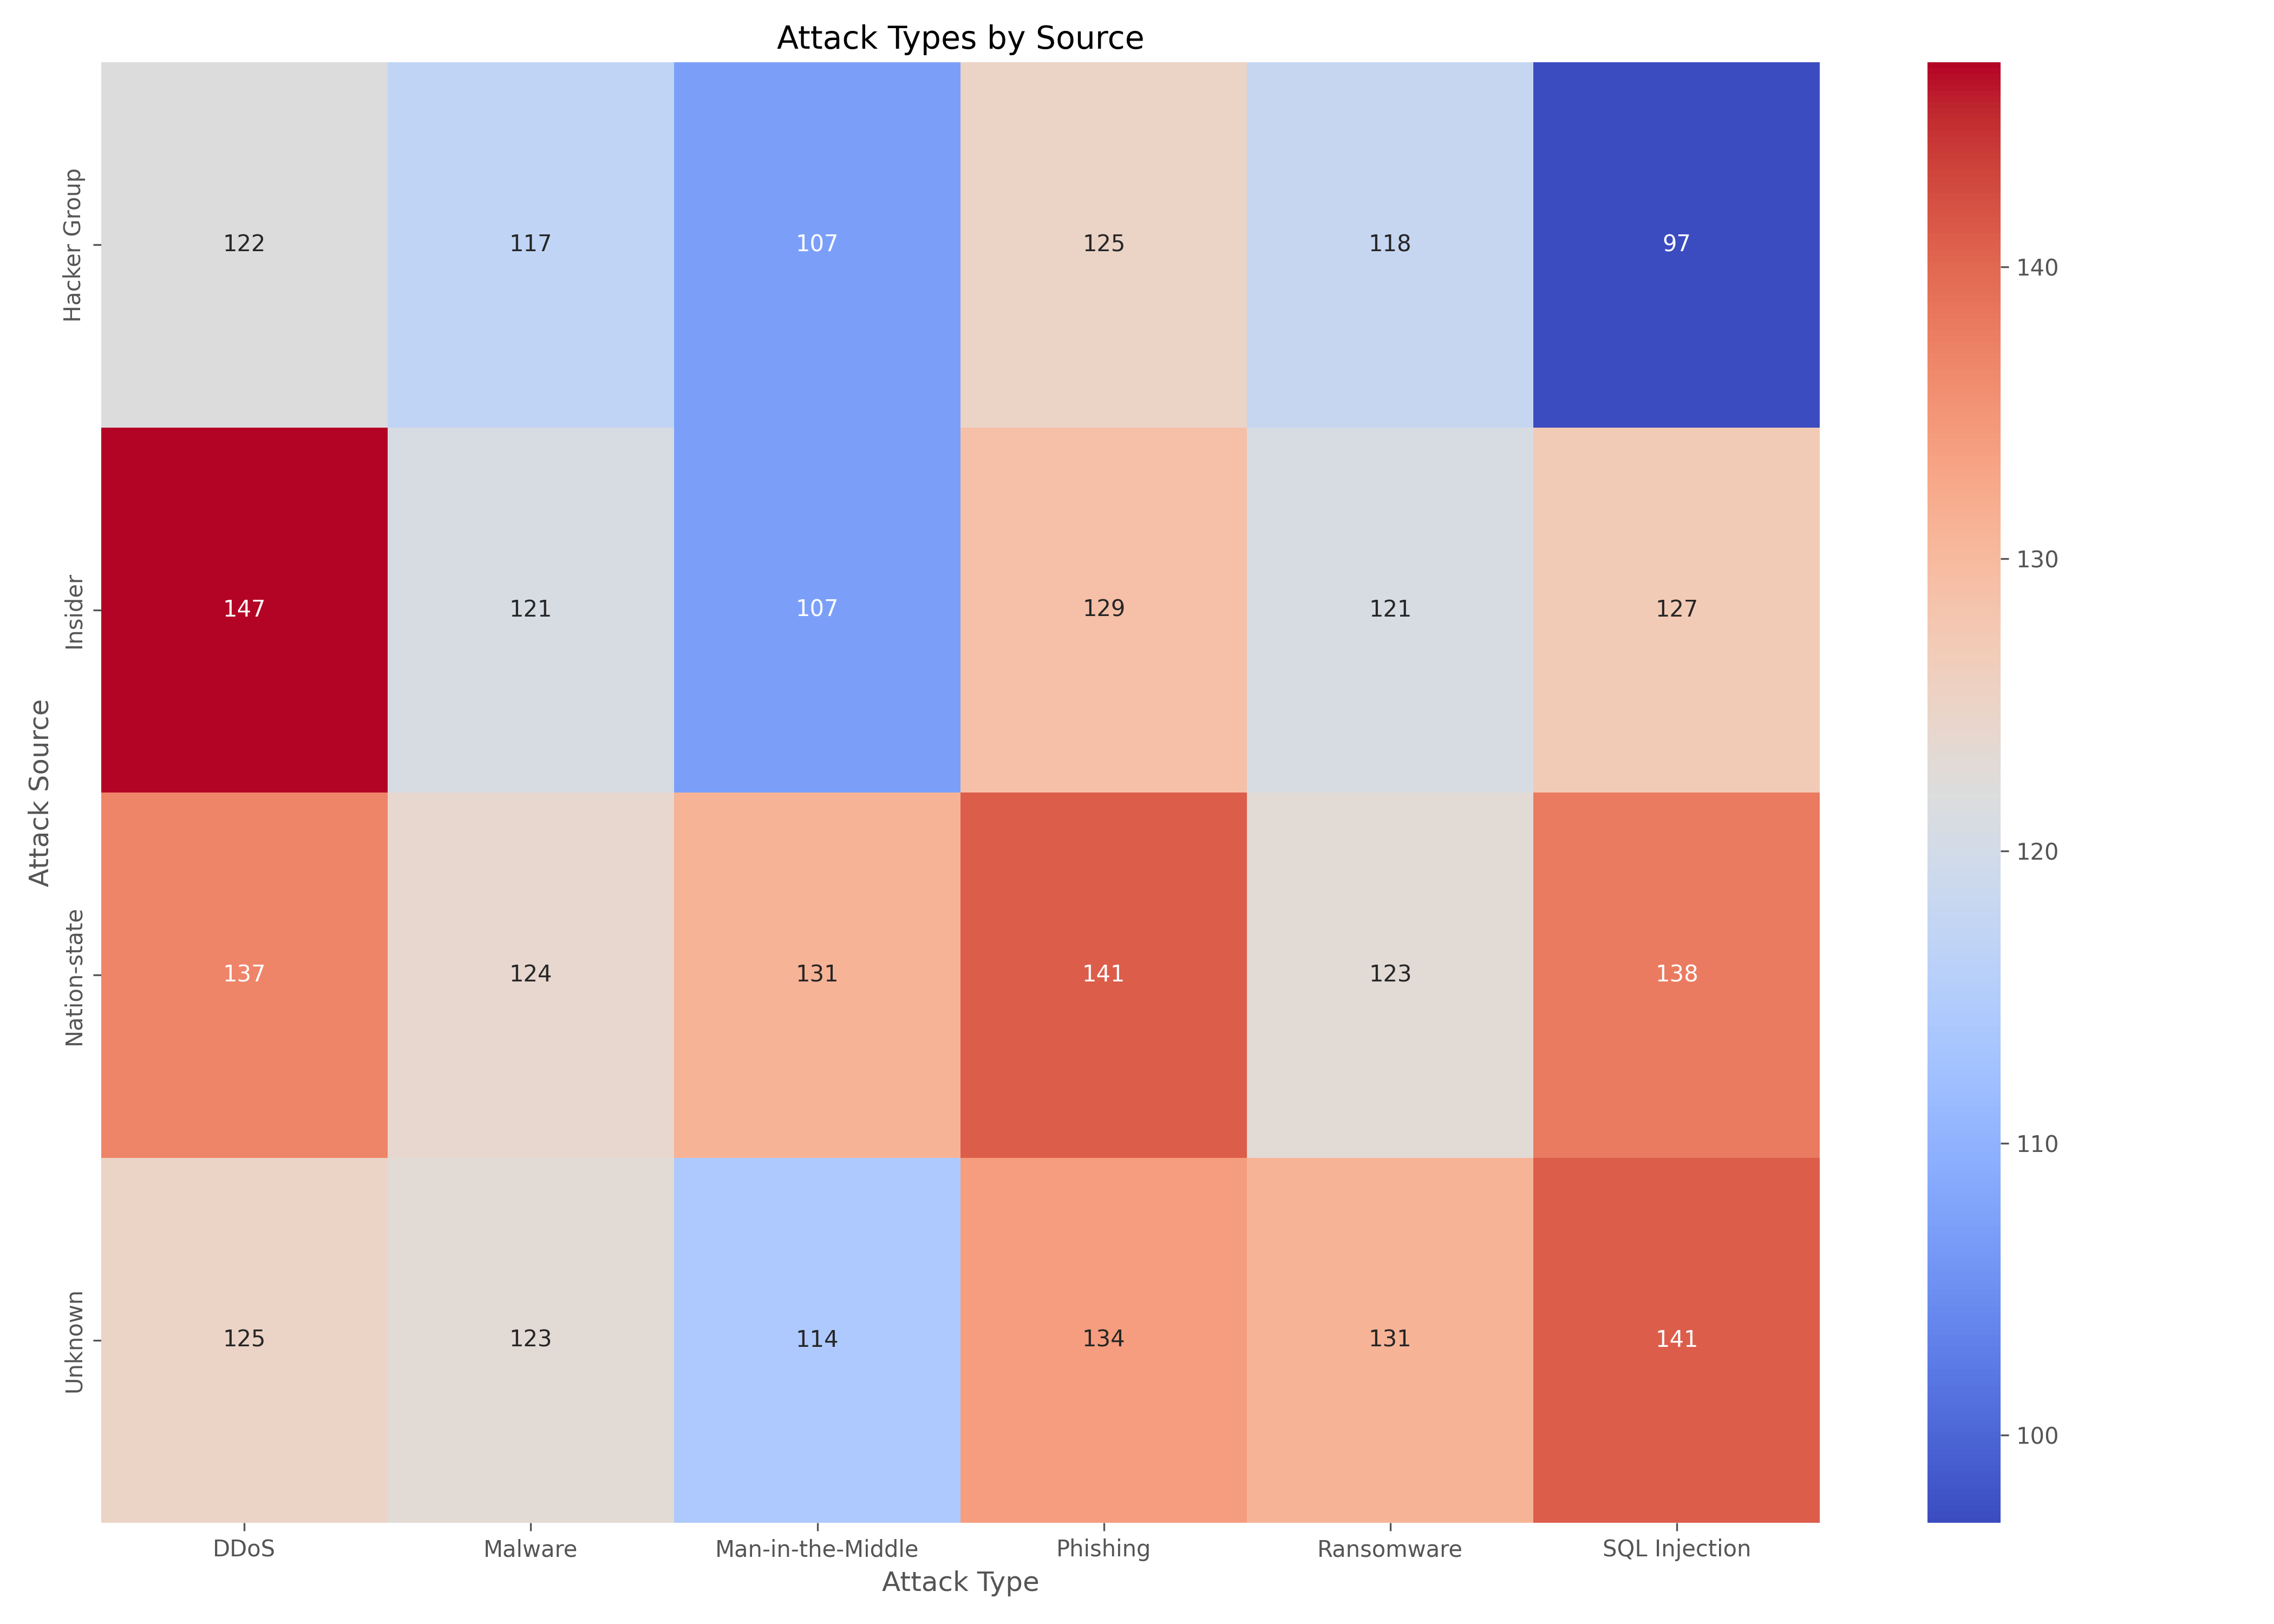 Attack Types by Source
Attack Source
Hacker Group
122 117 107 125 118 97
Insider
147 121 107 129 121 127
Nation-state
137 124 131 141 123 138
Unknown
125 123 114 134 131 141
DDoS Malware Man-in-the-Middle Phishing Ransomware SQL Injection
Attack Type
140
130
120
110
100